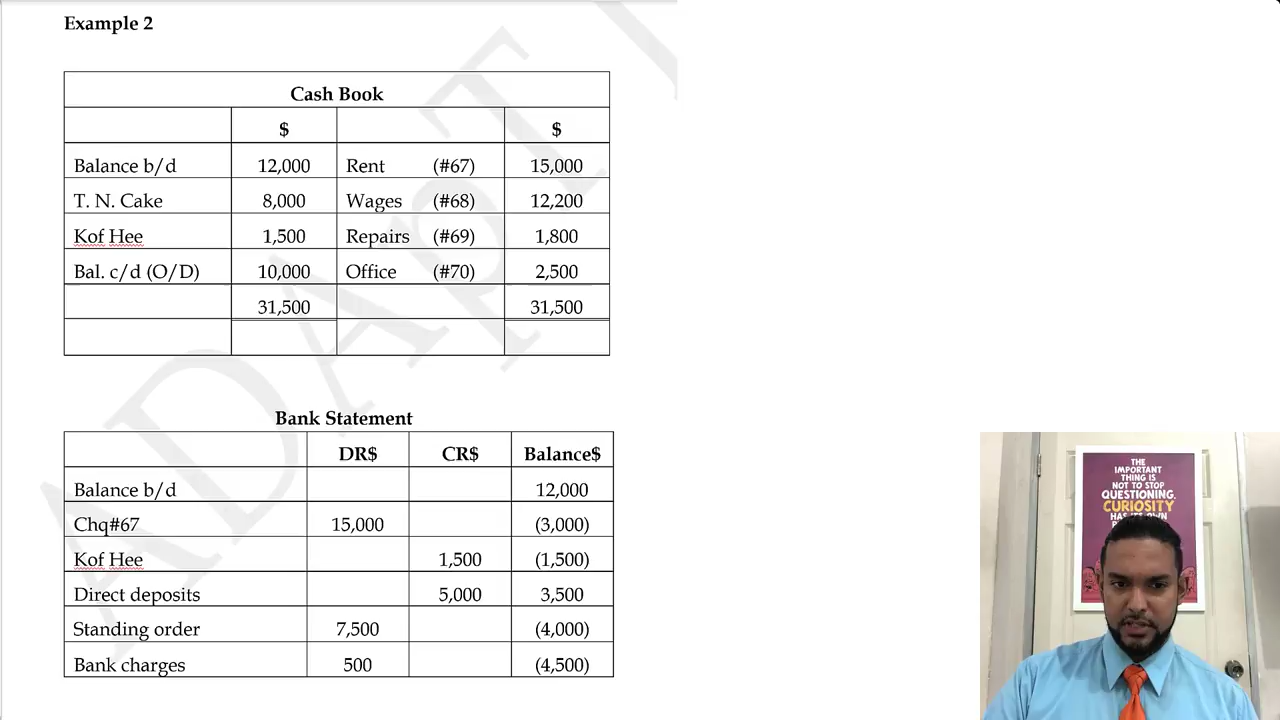 Example 2
Cash Book
$ $
Balance b/d 12,000 Rent (#67) 15,000
T. N. Cake 8,000 Wages (#68) 12,200
Kof Hee 1,500 Repairs (#69) 1,800
Bal. c/d (O/D) 10,000 Office (#70) 2,500
31,500 31,500
Bank Statement
DR$ CR$ Balance$
Balance b/d 12,000
Chq#67 15,000 (3,000)
Kof Hee 1,500 (1,500)
Direct deposits 5,000 3,500
Standing order 7,500 (4,000)
Bank charges 500 (4,500)
ADAPT
THE
IMPORTANT
THING IS
NOT TO STOP
QUESTIONING.
CURIOSITY
HAS ITS OWN